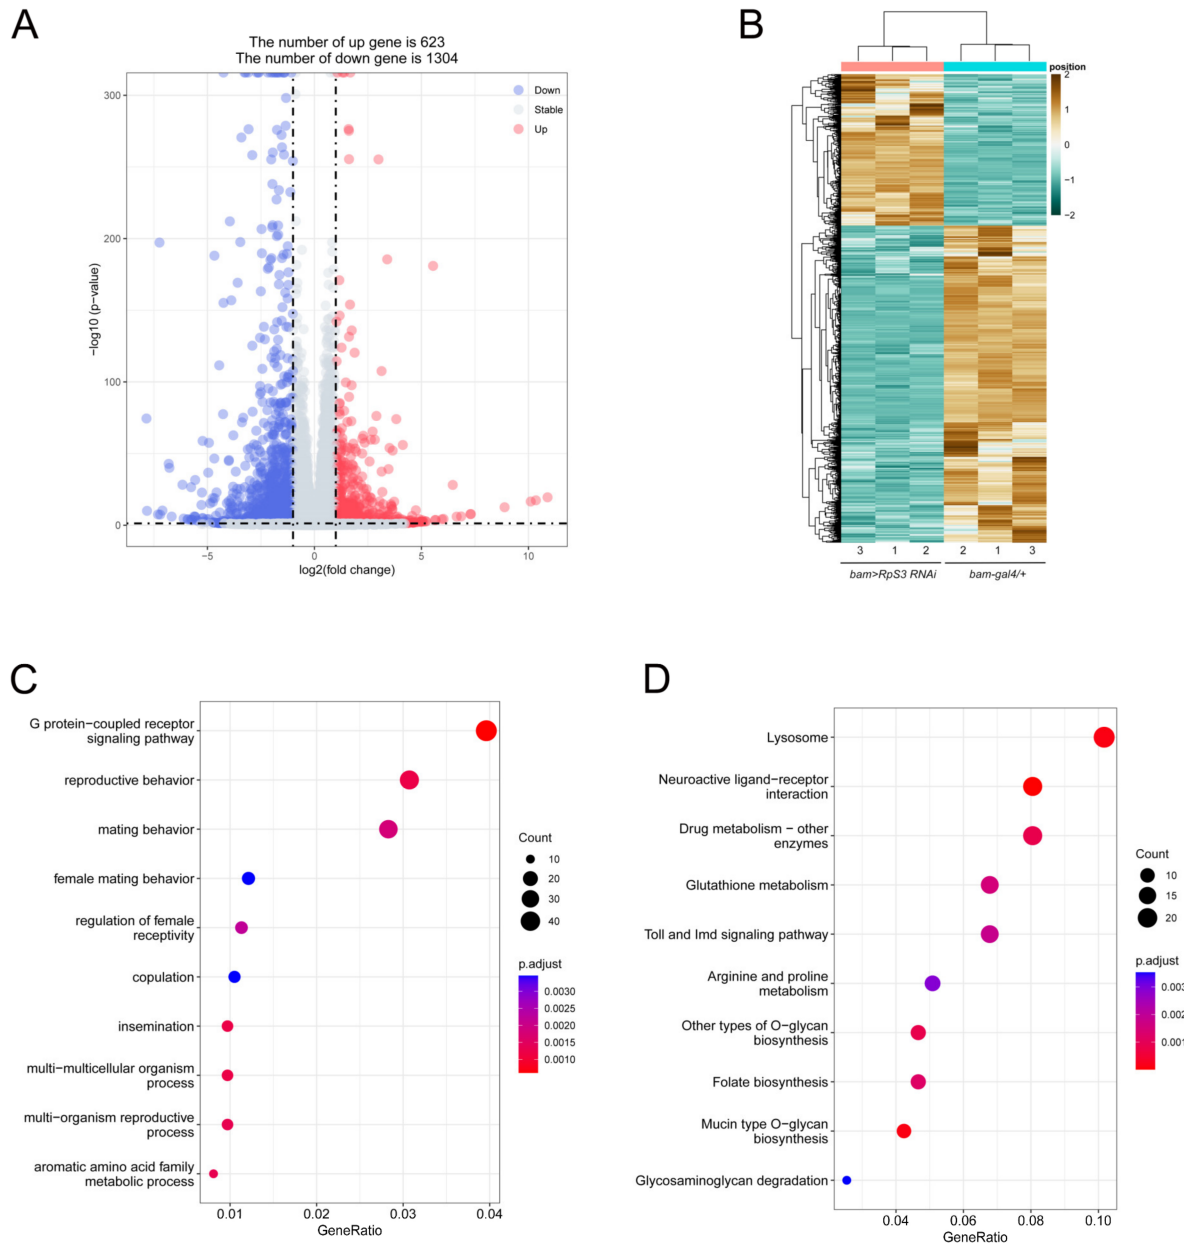 A
The number of up gene is 623
The number of down gene is 1304
300
200
100
0
−log10 (p−value)
−5
0
5
10
log2(fold change)
Down
Stable
Up
B
position
2
1
0
−1
−2
3 1 2 2 1 3
bam>RpS3 RNAi bam-gal4/+
C
G protein−coupled receptor
signaling pathway
reproductive behavior
mating behavior
female mating behavior
regulation of female
receptivity
copulation
insemination
multi−multicellular organism
process
multi−organism reproductive
process
aromatic amino acid family
metabolic process
0.01 0.02 0.03 0.04
GeneRatio
Count
10
20
30
40
p.adjust
0.0030
0.0025
0.0020
0.0015
0.0010
D
Lysosome
Neuroactive ligand−receptor
interaction
Drug metabolism − other
enzymes
Glutathione metabolism
Toll and Imd signaling pathway
Arginine and proline
metabolism
Other types of O−glycan
biosynthesis
Folate biosynthesis
Mucin type O−glycan
biosynthesis
Glycosaminoglycan degradation
0.04 0.06 0.08 0.10
GeneRatio
Count
10
15
20
p.adjust
0.003
0.002
0.001